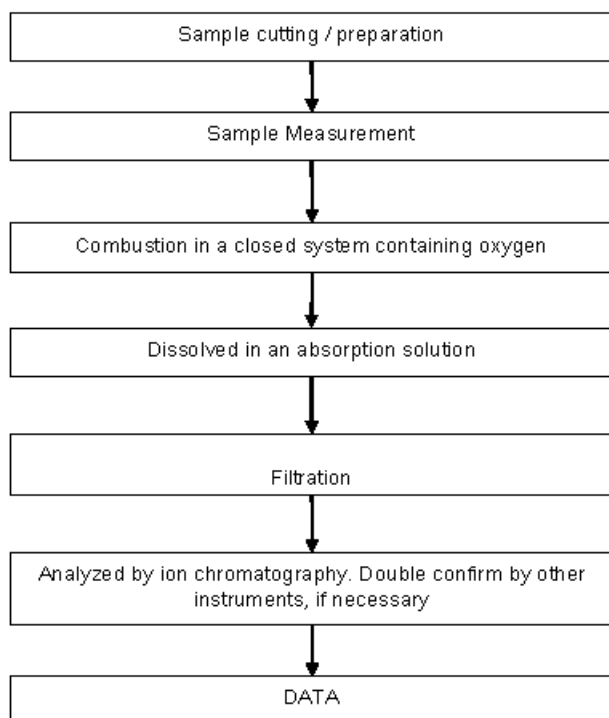 Sample cutting / preparation
Sample Measurement
Combustion in a closed system containing oxygen
Dissolved in an absorption solution
Filtration
Analyzed by ion chromatography. Double confirm by other
instruments, if necessary
DATA